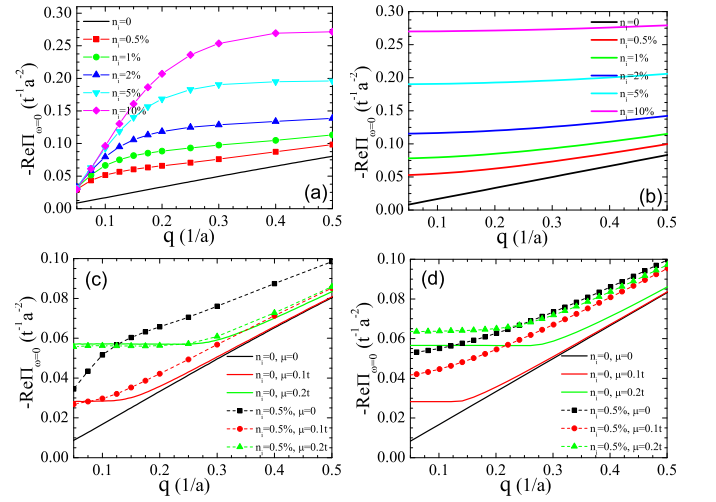 -ReΠω=0 (t⁻¹a⁻²)
0.30
0.25
0.20
0.15
0.10
0.05
0.00
nᵢ=0
nᵢ=0.5%
nᵢ=1%
nᵢ=2%
nᵢ=5%
nᵢ=10%
(a)
0.1 0.2 0.3 0.4 0.5
q (1/a)
-ReΠω=0 (t⁻¹a⁻²)
0.30
0.25
0.20
0.15
0.10
0.05
0.00
nᵢ=0
nᵢ=0.5%
nᵢ=1%
nᵢ=2%
nᵢ=5%
nᵢ=10%
(b)
0.1 0.2 0.3 0.4 0.5
q (1/a)
-ReΠω=0 (t⁻¹a⁻²)
0.10
0.08
0.06
0.04
0.02
0.00
(c)
nᵢ=0, μ=0
nᵢ=0, μ=0.1t
nᵢ=0, μ=0.2t
nᵢ=0.5%, μ=0
nᵢ=0.5%, μ=0.1t
nᵢ=0.5%, μ=0.2t
0.1 0.2 0.3 0.4 0.5
q (1/a)
-ReΠω=0 (t⁻¹a⁻²)
0.10
0.08
0.06
0.04
0.02
0.00
(d)
nᵢ=0, μ=0
nᵢ=0, μ=0.1t
nᵢ=0, μ=0.2t
nᵢ=0.5%, μ=0
nᵢ=0.5%, μ=0.1t
nᵢ=0.5%, μ=0.2t
0.1 0.2 0.3 0.4 0.5
q (1/a)